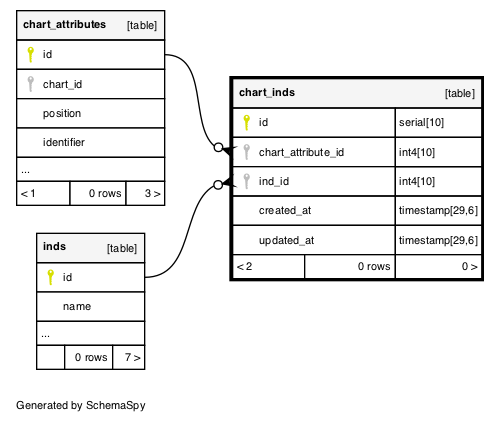 chart_attributes [table]
id
chart_id
position
identifier
...
< 1 0 rows 3 >
chart_inds [table]
id serial[10]
chart_attribute_id int4[10]
ind_id int4[10]
created_at timestamp[29,6]
updated_at timestamp[29,6]
< 2 0 rows 0 >
inds [table]
id
name
...
0 rows 7 >
Generated by SchemaSpy